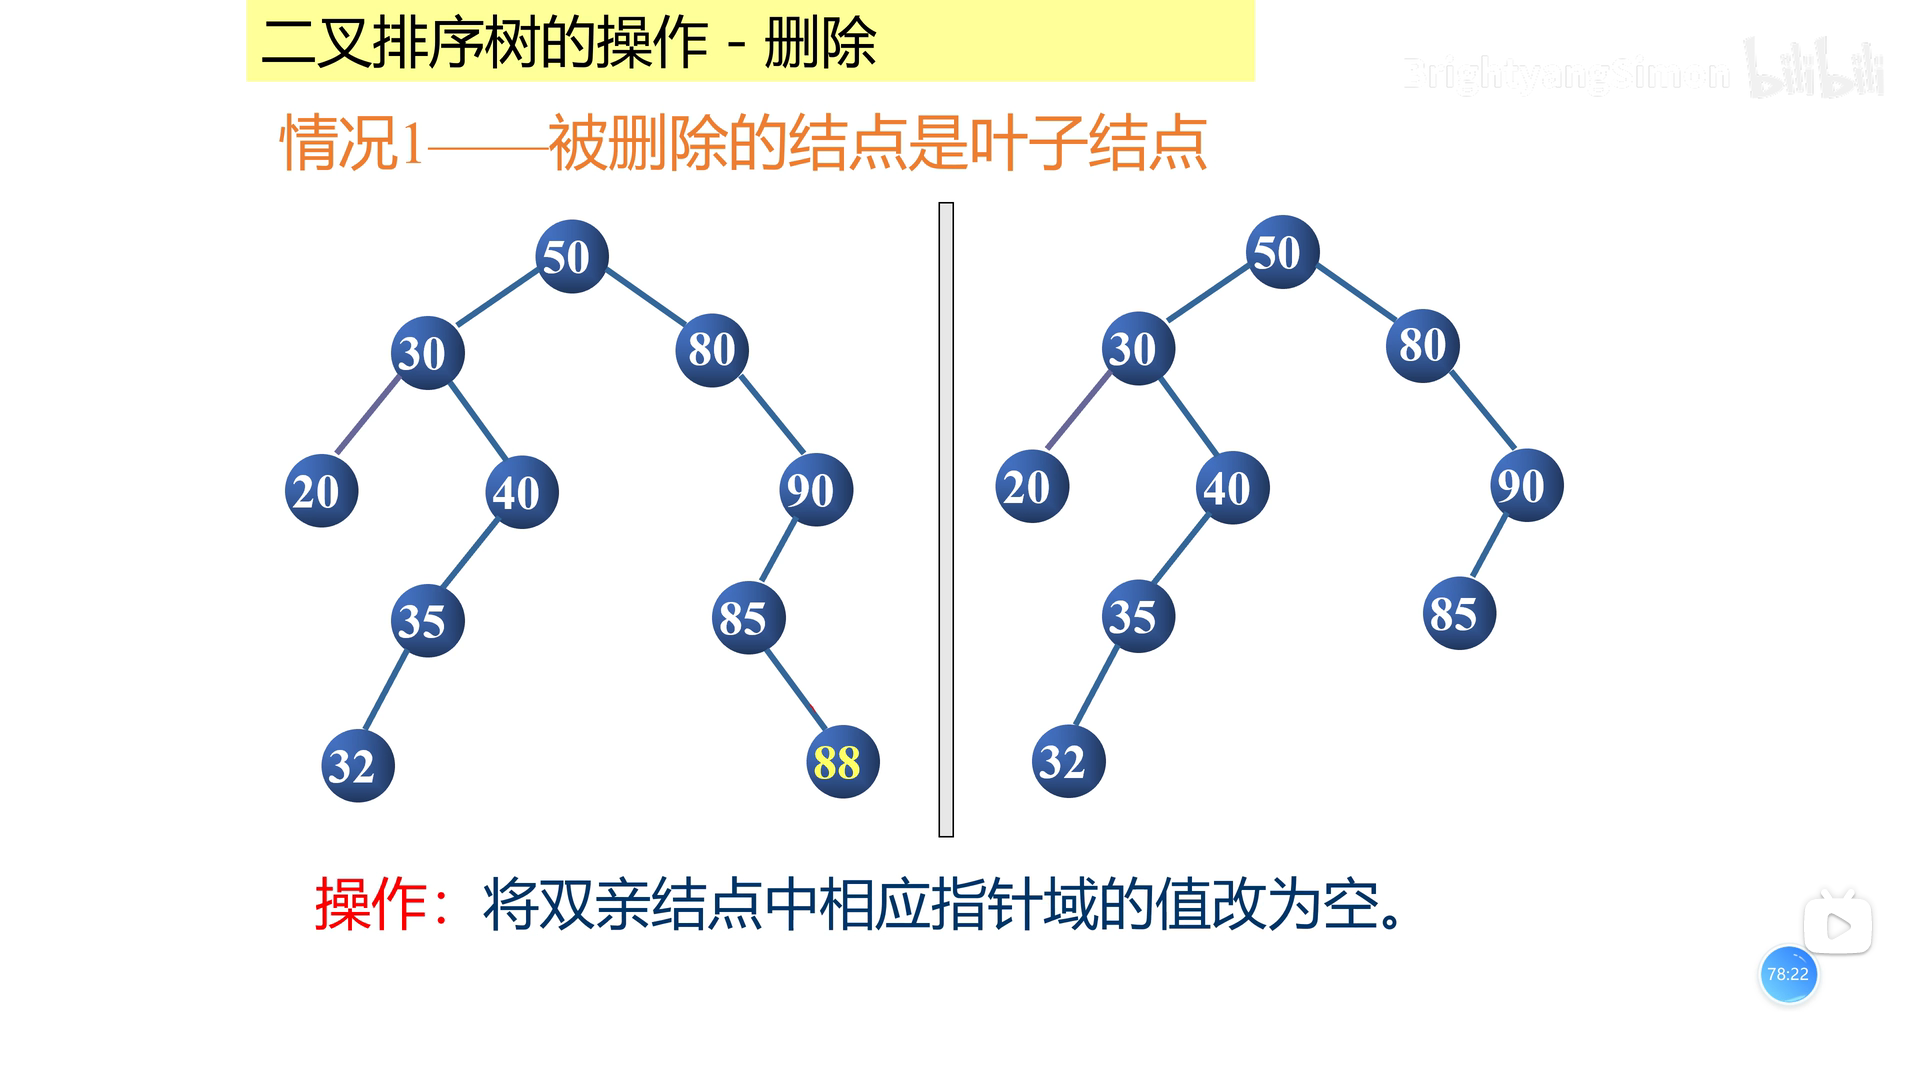 二叉排序树的操作 - 删除
BrightyangSimon bilibili
情况1——被删除的结点是叶子结点
50 50
30 80 30 80
20 40 90 20 40 90
35 85 35 85
32 88 32
操作：将双亲结点中相应指针域的值改为空。
78:22